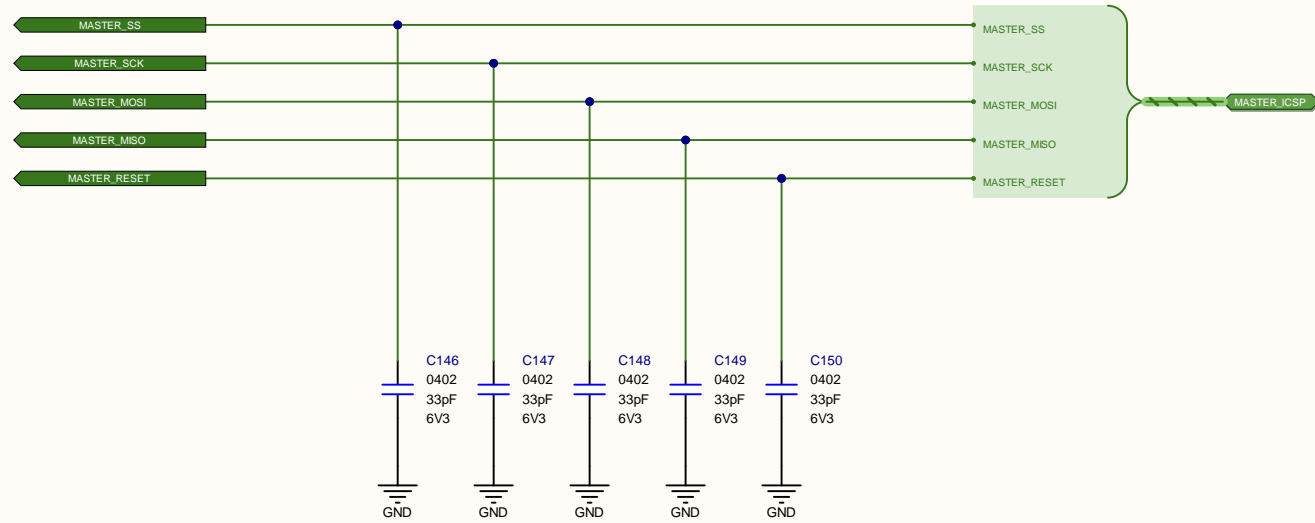 MASTER_SS
MASTER_SCK
MASTER_MOSI
MASTER_MISO
MASTER_RESET
MASTER_SS
MASTER_SCK
MASTER_MOSI
MASTER_MISO
MASTER_RESET
MASTER_ICSP
C146
0402
33pF
6V3
C147
0402
33pF
6V3
C148
0402
33pF
6V3
C149
0402
33pF
6V3
C150
0402
33pF
6V3
GND
GND
GND
GND
GND